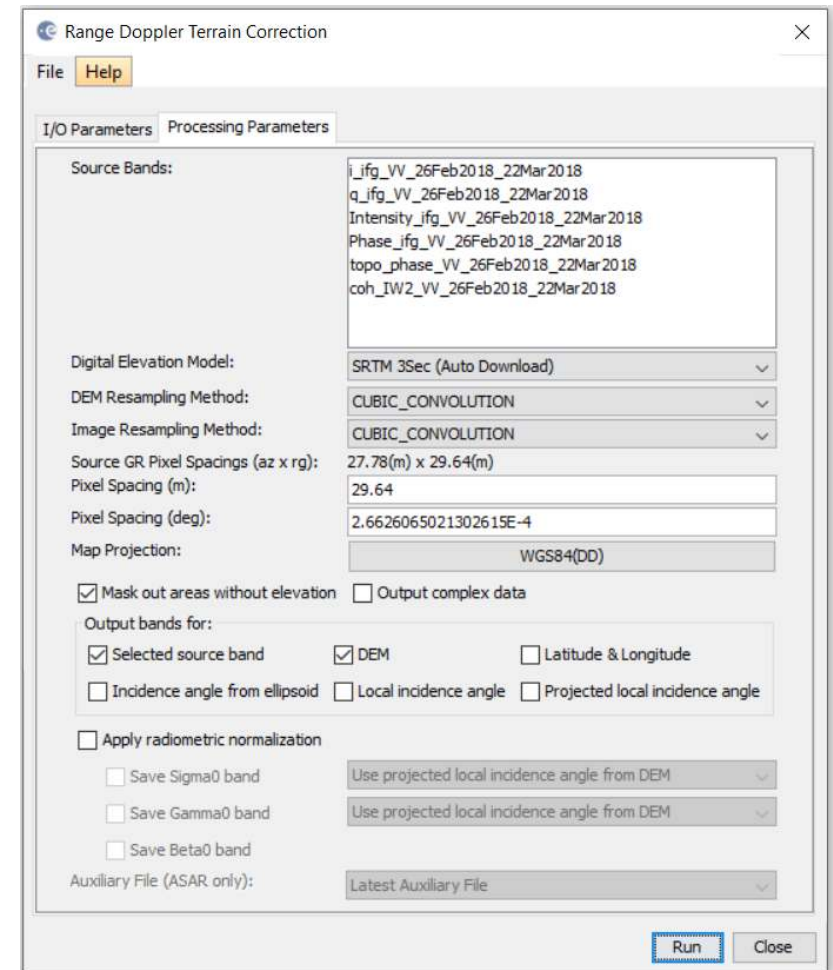 Range Doppler Terrain Correction
File Help
I/O Parameters Processing Parameters
Source Bands:
i_ifg_VV_26Feb2018_22Mar2018
q_ifg_VV_26Feb2018_22Mar2018
Intensity_ifg_VV_26Feb2018_22Mar2018
Phase_ifg_VV_26Feb2018_22Mar2018
topo_phase_VV_26Feb2018_22Mar2018
coh_IW2_VV_26Feb2018_22Mar2018
Digital Elevation Model: SRTM 3Sec (Auto Download)
DEM Resampling Method: CUBIC_CONVOLUTION
Image Resampling Method: CUBIC_CONVOLUTION
Source GR Pixel Spacings (az x rg): 27.78(m) x 29.64(m)
Pixel Spacing (m): 29.64
Pixel Spacing (deg): 2.6626065021302615E-4
Map Projection: WGS84(DD)
Mask out areas without elevation Output complex data
Output bands for:
Selected source band DEM Latitude & Longitude
Incidence angle from ellipsoid Local incidence angle Projected local incidence angle
Apply radiometric normalization
Save Sigma0 band Use projected local incidence angle from DEM
Save Gamma0 band Use projected local incidence angle from DEM
Save Beta0 band
Auxiliary File (ASAR only): Latest Auxiliary File
Run Close